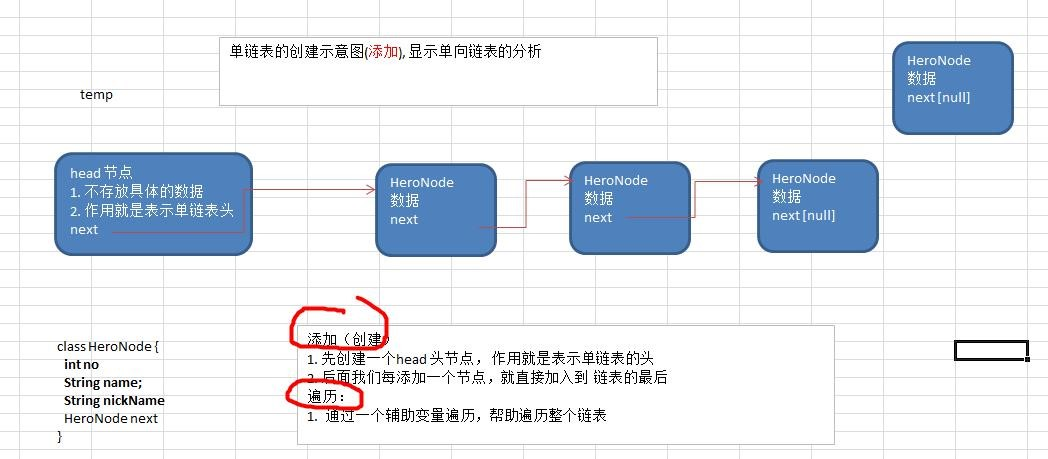 单链表的创建示意图(添加), 显示单向链表的分析
HeroNode
数据
next [null]
temp
head 节点
1. 不存放具体的数据
2. 作用就是表示单链表头
next
HeroNode
数据
next
HeroNode
数据
next
HeroNode
数据
next [null]
class HeroNode {
int no
String name;
String nickName
HeroNode next
}
添加（创建）
1. 先创建一个head 头节点， 作用就是表示单链表的头
2. 后面我们每添加一个节点，就直接加入到 链表的最后
遍历：
1. 通过一个辅助变量遍历，帮助遍历整个链表